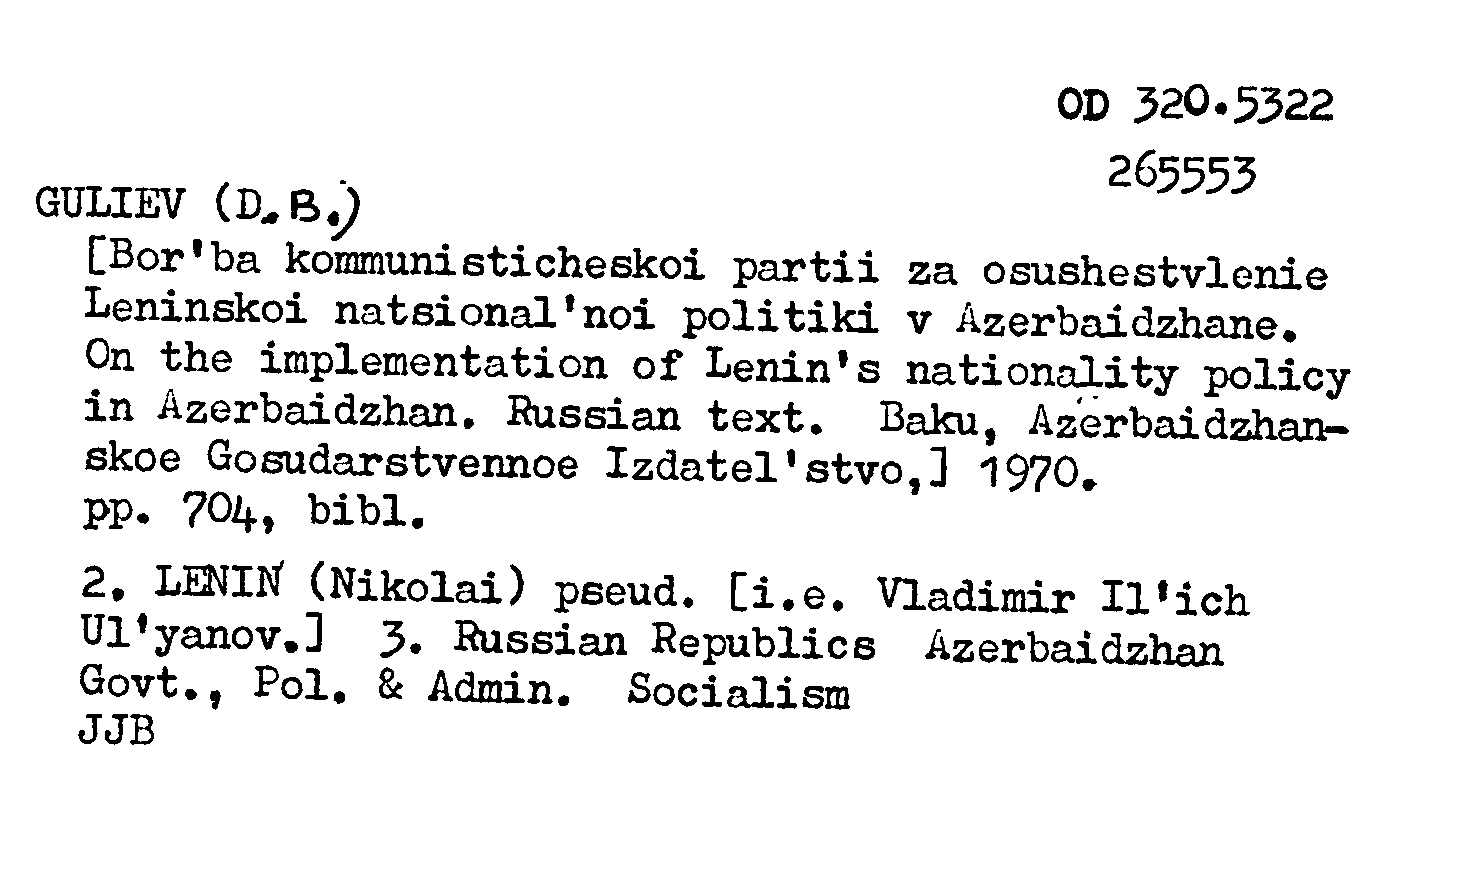 OD 320.5322
265553
GULIEV (D.B.)
[Bor'ba kommunisticheskoi partii za osushestvlenie
Leninskoi natsional'noi politiki v Azerbaidzhane.
On the implementation of Lenin's nationality policy
in Azerbaidzhan. Russian text. Baku, Azerbaidzhan-
skoe Gosudarstvennoe Izdatel'stvo,] 1970.
pp. 704, bibl.
2. LENIN (Nikolai) pseud. [i.e. Vladimir Il'ich
Ul'yanov.] 3. Russian Republics Azerbaidzhan
Govt., Pol. & Admin. Socialism
JJB